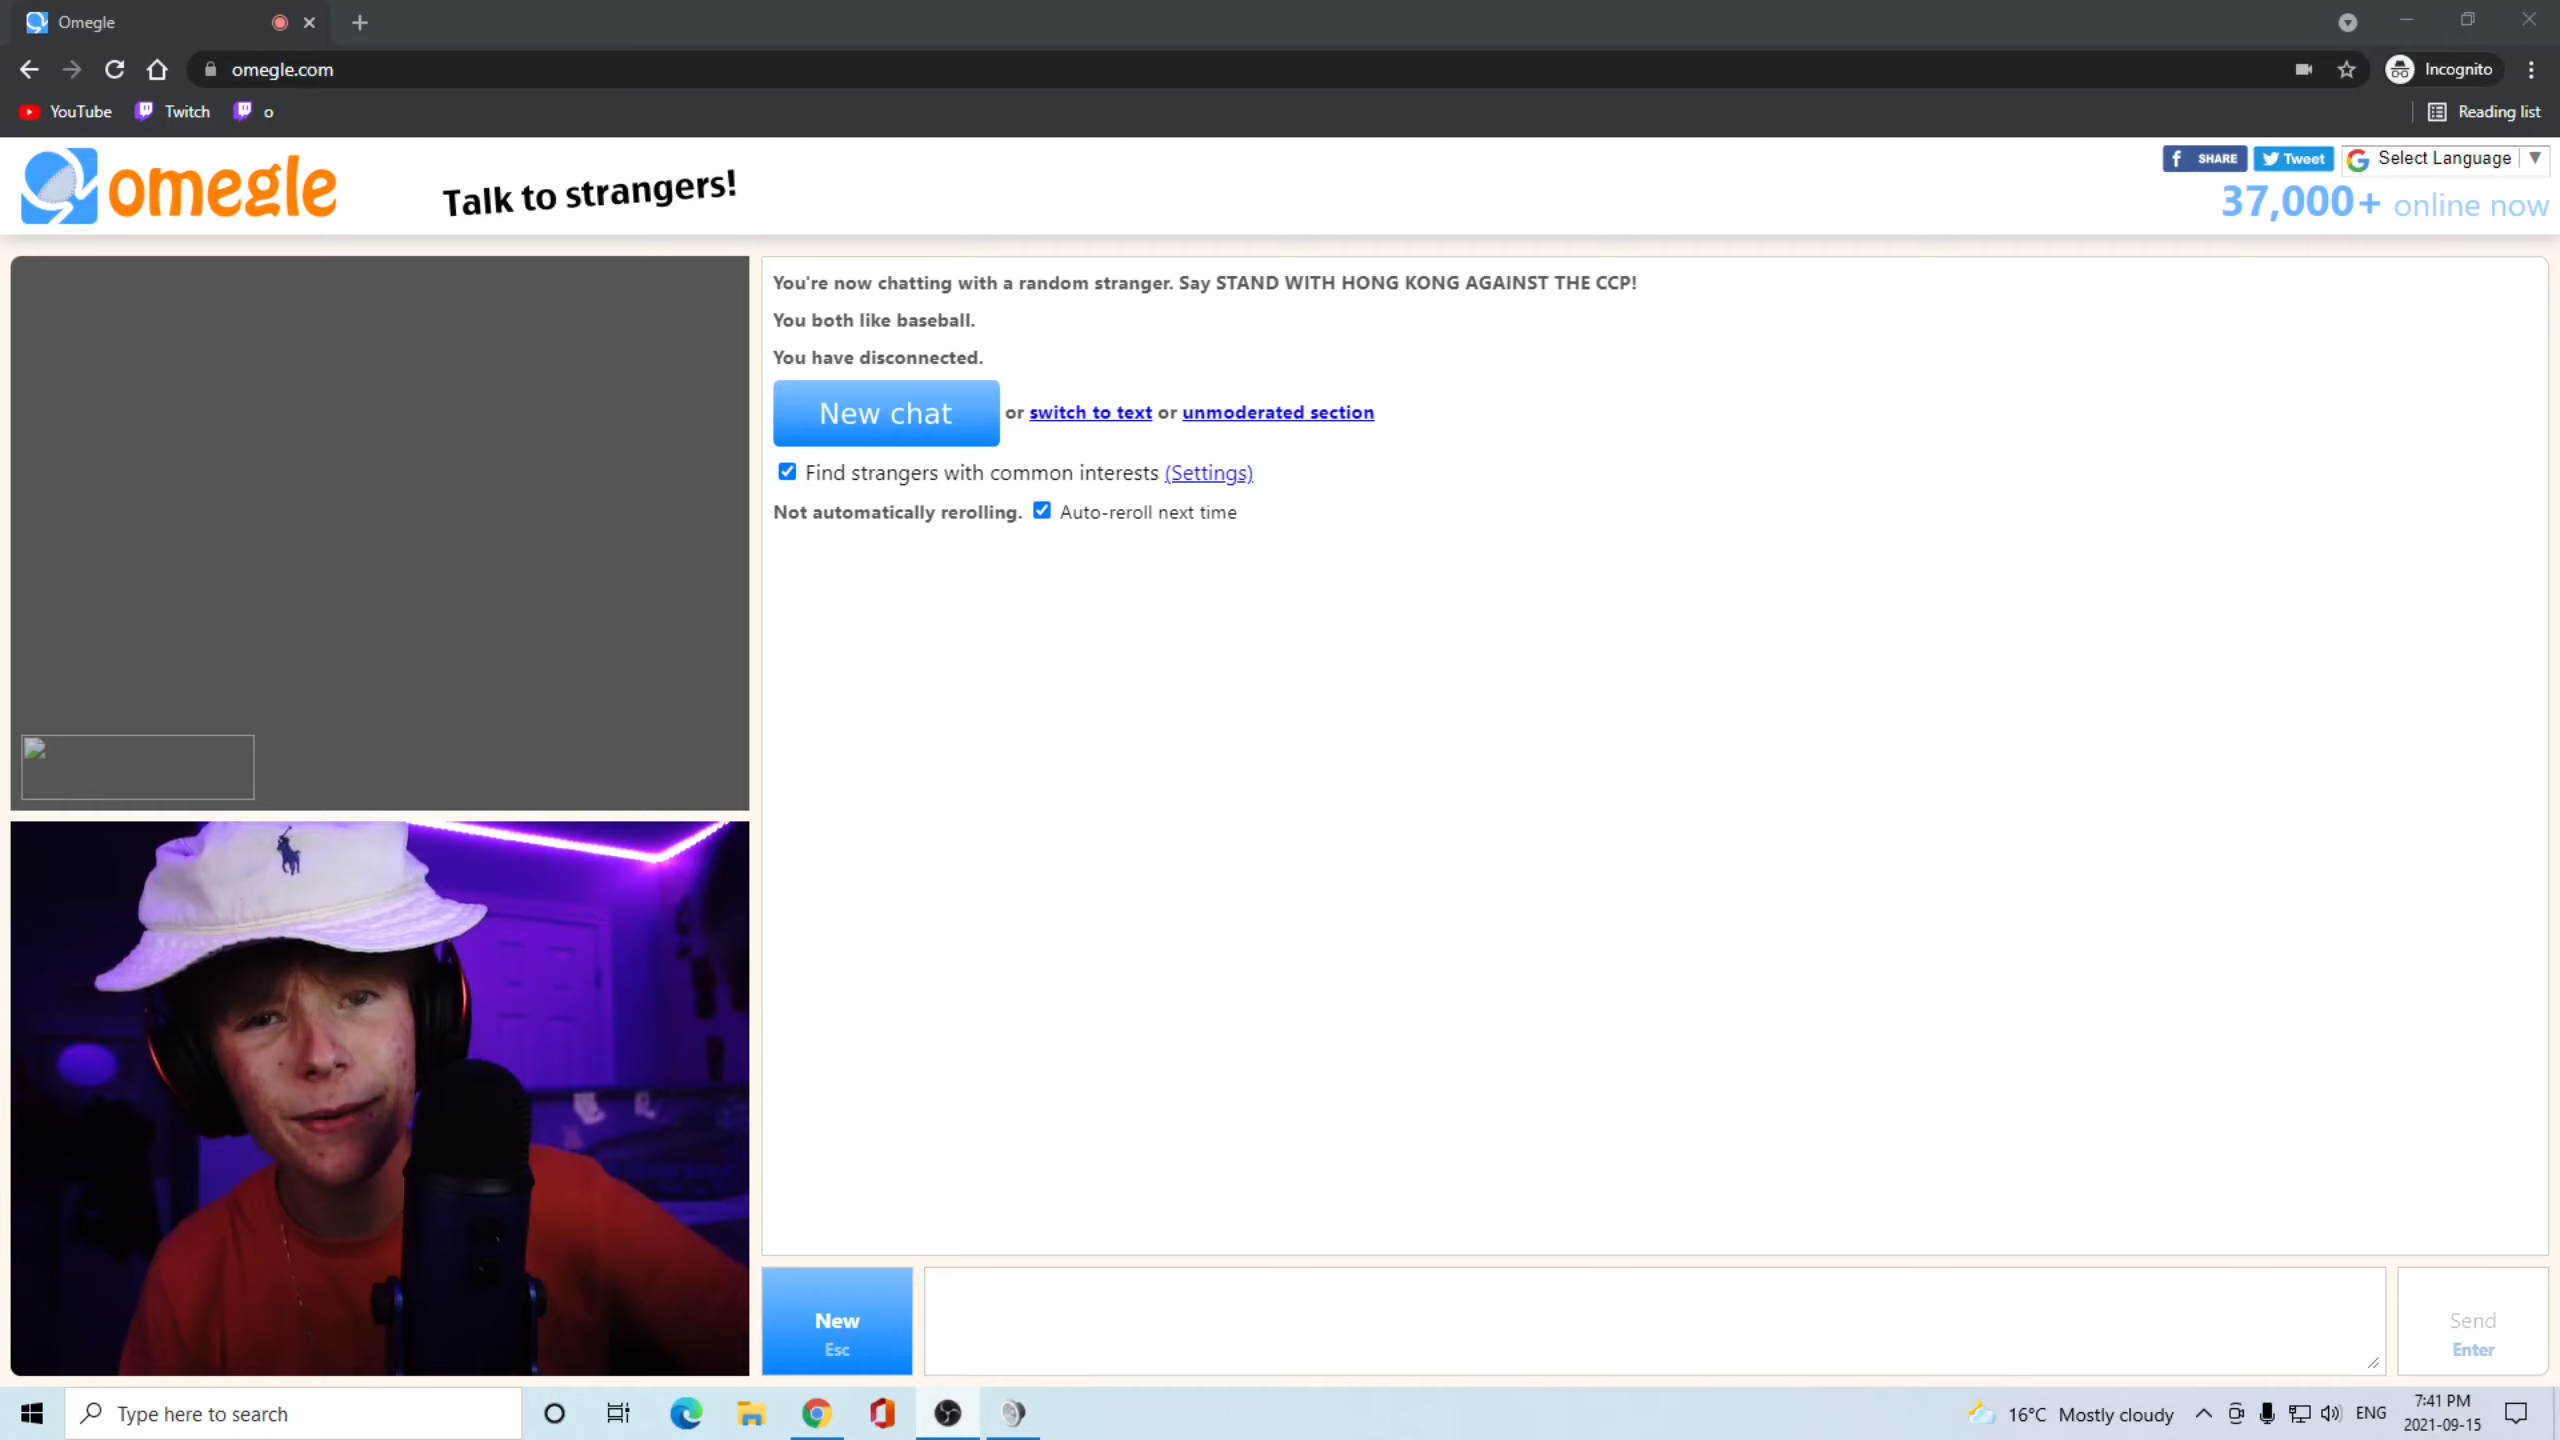 Omegle
omegle.com
Incognito
YouTube
Twitch
o
Reading list
omegle
Talk to strangers!
SHARE
Tweet
Select Language
37,000+ online now
You're now chatting with a random stranger. Say STAND WITH HONG KONG AGAINST THE CCP!
You both like baseball.
You have disconnected.
New chat or switch to text or unmoderated section
Find strangers with common interests (Settings)
Not automatically rerolling. Auto-reroll next time
New
Esc
Send
Enter
Type here to search
16°C Mostly cloudy
ENG
7:41 PM
2021-09-15